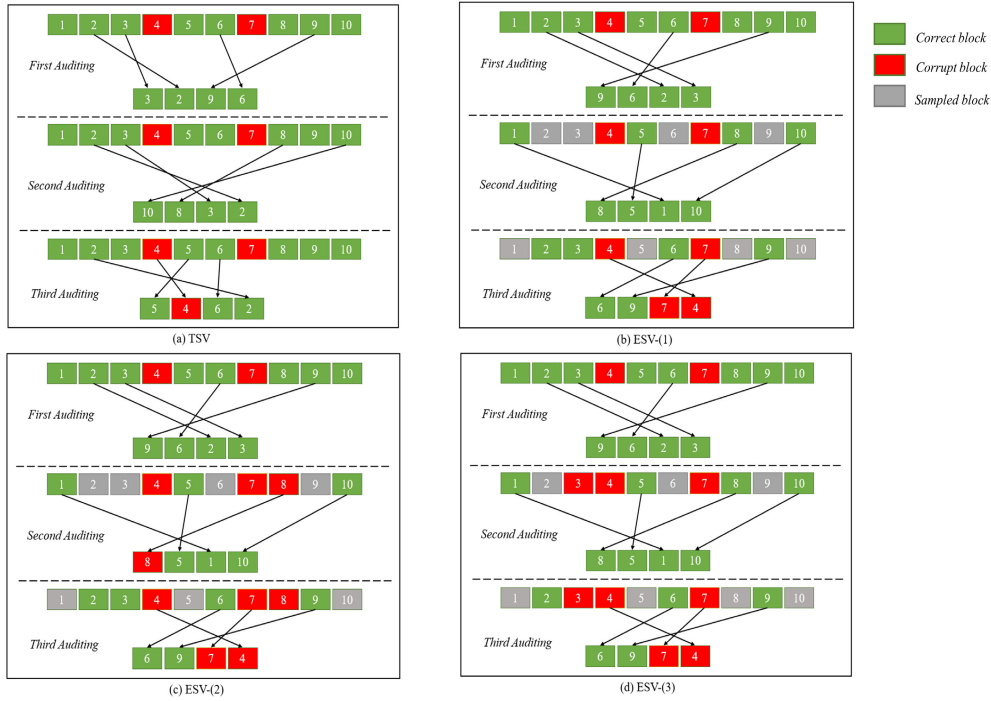 1 2 3 4 5 6 7 8 9 10
First Auditing
3 2 9 6
1 2 3 4 5 6 7 8 9 10
Second Auditing
10 8 3 2
1 2 3 4 5 6 7 8 9 10
Third Auditing
5 4 6 2
(a) TSV
1 2 3 4 5 6 7 8 9 10
First Auditing
9 6 2 3
1 2 3 4 5 6 7 8 9 10
Second Auditing
8 5 1 10
1 2 3 4 5 6 7 8 9 10
Third Auditing
6 9 7 4
(b) ESV-(1)
Correct block
Corrupt block
Sampled block
1 2 3 4 5 6 7 8 9 10
First Auditing
9 6 2 3
1 2 3 4 5 6 7 8 9 10
Second Auditing
8 5 1 10
1 2 3 4 5 6 7 8 9 10
Third Auditing
6 9 7 4
(c) ESV-(2)
1 2 3 4 5 6 7 8 9 10
First Auditing
9 6 2 3
1 2 3 4 5 6 7 8 9 10
Second Auditing
8 5 1 10
1 2 3 4 5 6 7 8 9 10
Third Auditing
6 9 7 4
(d) ESV-(3)